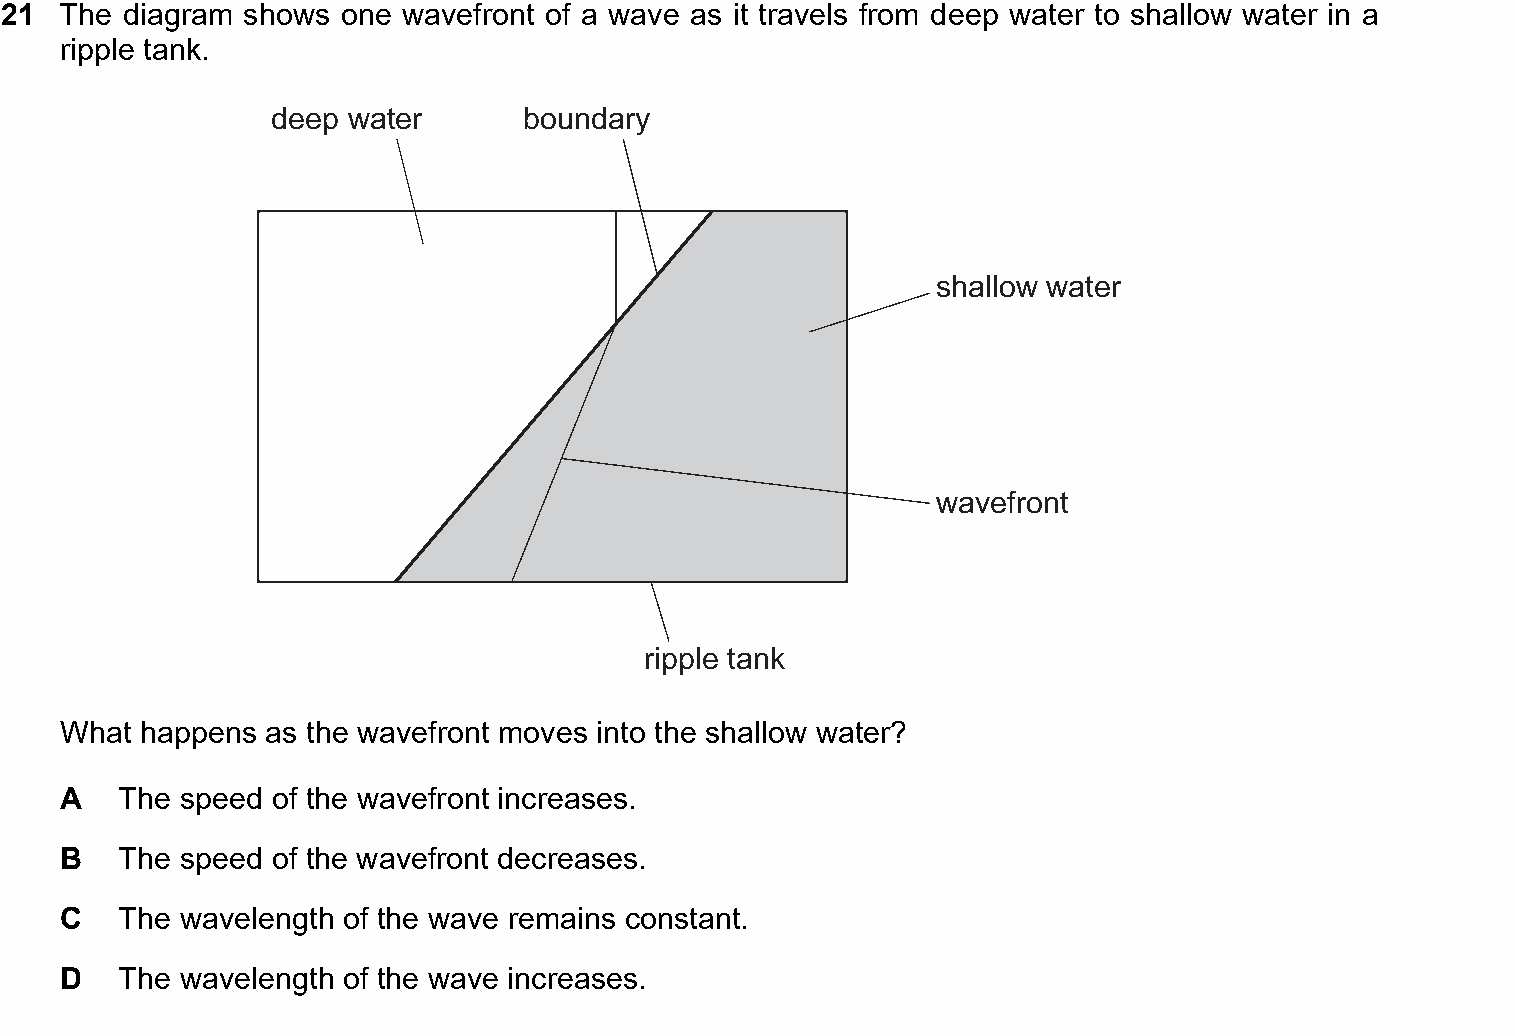 21 The diagram shows one wavefront of a wave as it travels from deep water to shallow water in a
ripple tank.
deep water
boundary
shallow water
wavefront
ripple tank
What happens as the wavefront moves into the shallow water?
A The speed of the wavefront increases.
B The speed of the wavefront decreases.
C The wavelength of the wave remains constant.
D The wavelength of the wave increases.